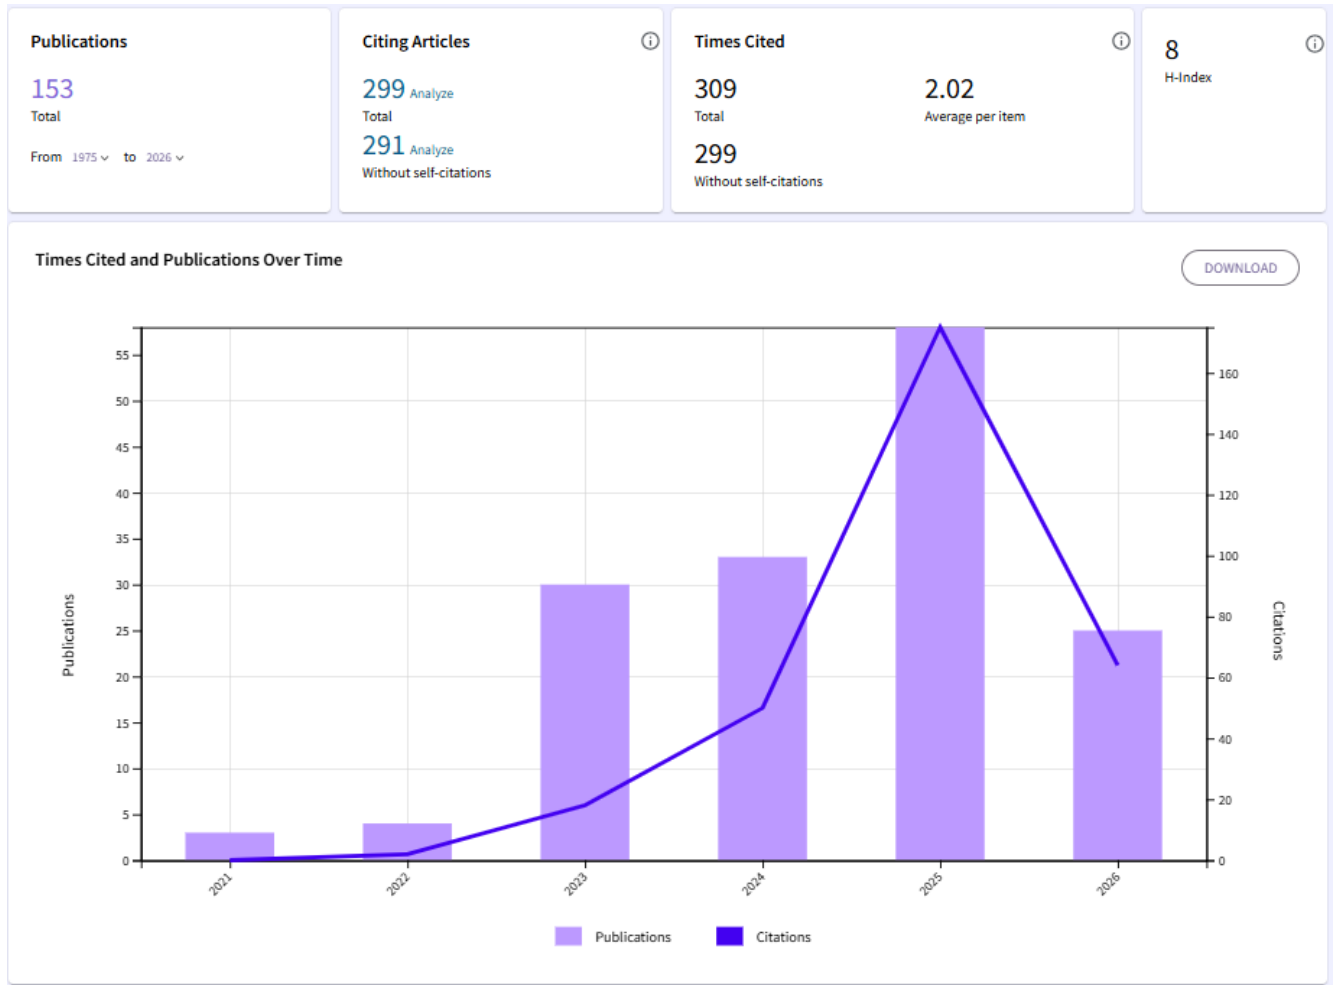 Publications
153
Total
From 1975 to 2026
Citing Articles
299 Analyze
Total
291 Analyze
Without self-citations
Times Cited
309
Total
299
Without self-citations
2.02
Average per item
8
H-Index
Times Cited and Publications Over Time
DOWNLOAD
Publications
55
50
45
40
35
30
25
20
15
10
5
0
160
140
120
100
80
60
40
20
0
Citations
2021
2022
2023
2024
2025
2026
Publications
Citations